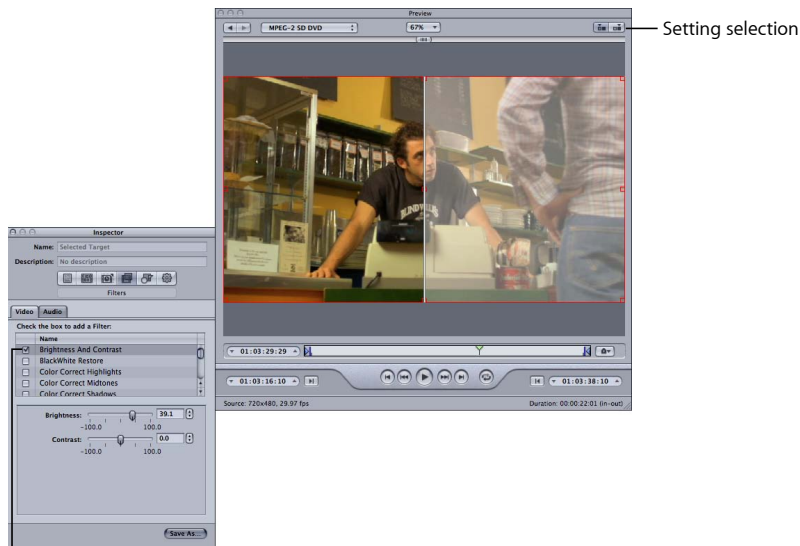 Preview
MPEG-2 SD DVD
67%
Setting selection
BLIND
01:03:29:29
01:03:16:10
01:03:38:10
Source: 720x480, 29.97 fps
Duration: 00:00:22:01 (in-out)
Inspector
Name: Selected Target
Description: No description
Filters
Video
Audio
Check the box to add a Filter:
Name
Brightness And Contrast
BlackWhite Restore
Color Correct Highlights
Color Correct Midtones
Color Correct Shadows
Brightness: 39.1
-100.0 100.0
Contrast: 0.0
-100.0 100.0
Save As...